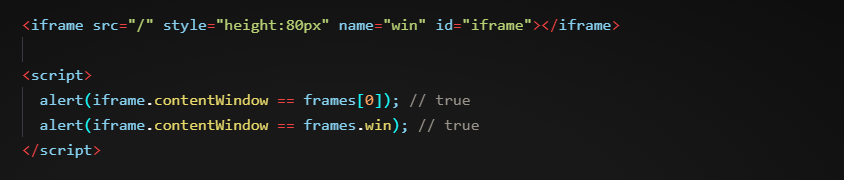 <iframe src="/" style="height:80px" name="win" id="iframe"></iframe>
<script>
alert(iframe.contentWindow == frames[0]); // true
alert(iframe.contentWindow == frames.win); // true
</script>